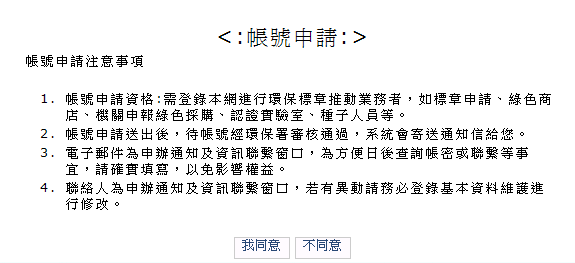 <:帳號申請:>
帳號申請注意事項
1. 帳號申請資格:需登錄本網進行環保標章推動業務者，如標章申請、綠色商
店、機關申報綠色採購、認證實驗室、種子人員等。
2. 帳號申請送出後，待帳號經環保署審核通過，系統會寄送通知信給您。
3. 電子郵件為申辦通知及資訊聯繫窗口，為方便日後查詢帳密或聯繫等事
宜，請確實填寫，以免影響權益。
4. 聯絡人為申辦通知及資訊聯繫窗口，若有異動請務必登錄基本資料維護進
行修改。
我同意 不同意